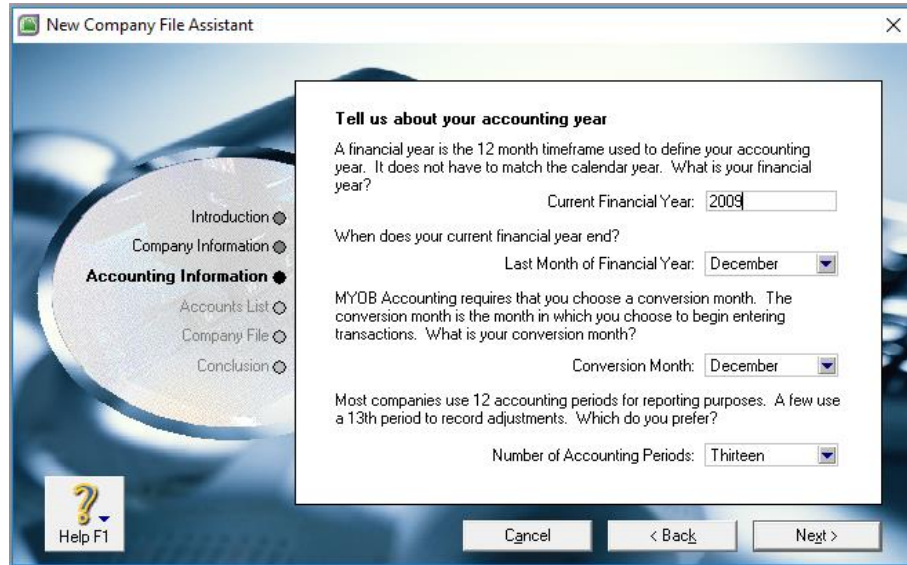 New Company File Assistant
Introduction
Company Information
Accounting Information
Accounts List
Company File
Conclusion
Tell us about your accounting year
A financial year is the 12 month timeframe used to define your accounting
year. It does not have to match the calendar year. What is your financial
year?
Current Financial Year: 2009
When does your current financial year end?
Last Month of Financial Year: December
MYOB Accounting requires that you choose a conversion month. The
conversion month is the month in which you choose to begin entering
transactions. What is your conversion month?
Conversion Month: December
Most companies use 12 accounting periods for reporting purposes. A few use
a 13th period to record adjustments. Which do you prefer?
Number of Accounting Periods: Thirteen
Help F1
Cancel
< Back
Next >